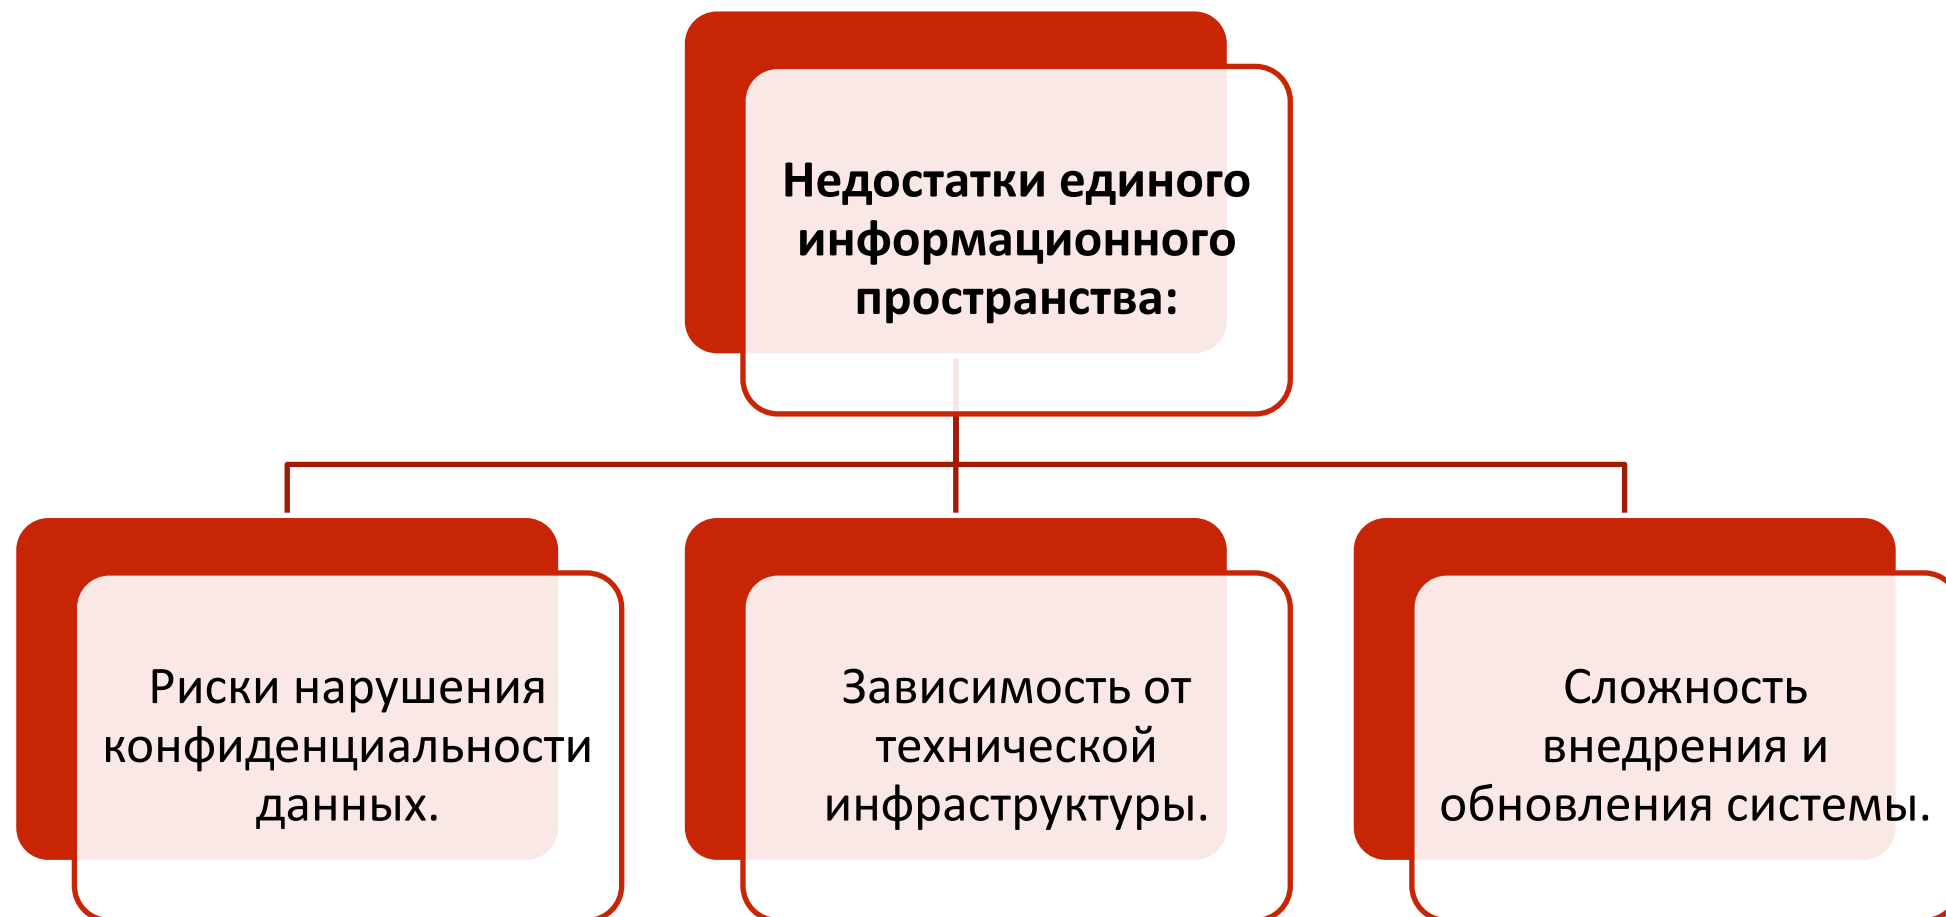 Недостатки единого
информационного
пространства:
Риски нарушения
конфиденциальности
данных.
Зависимость от
технической
инфраструктуры.
Сложность
внедрения и
обновления системы.